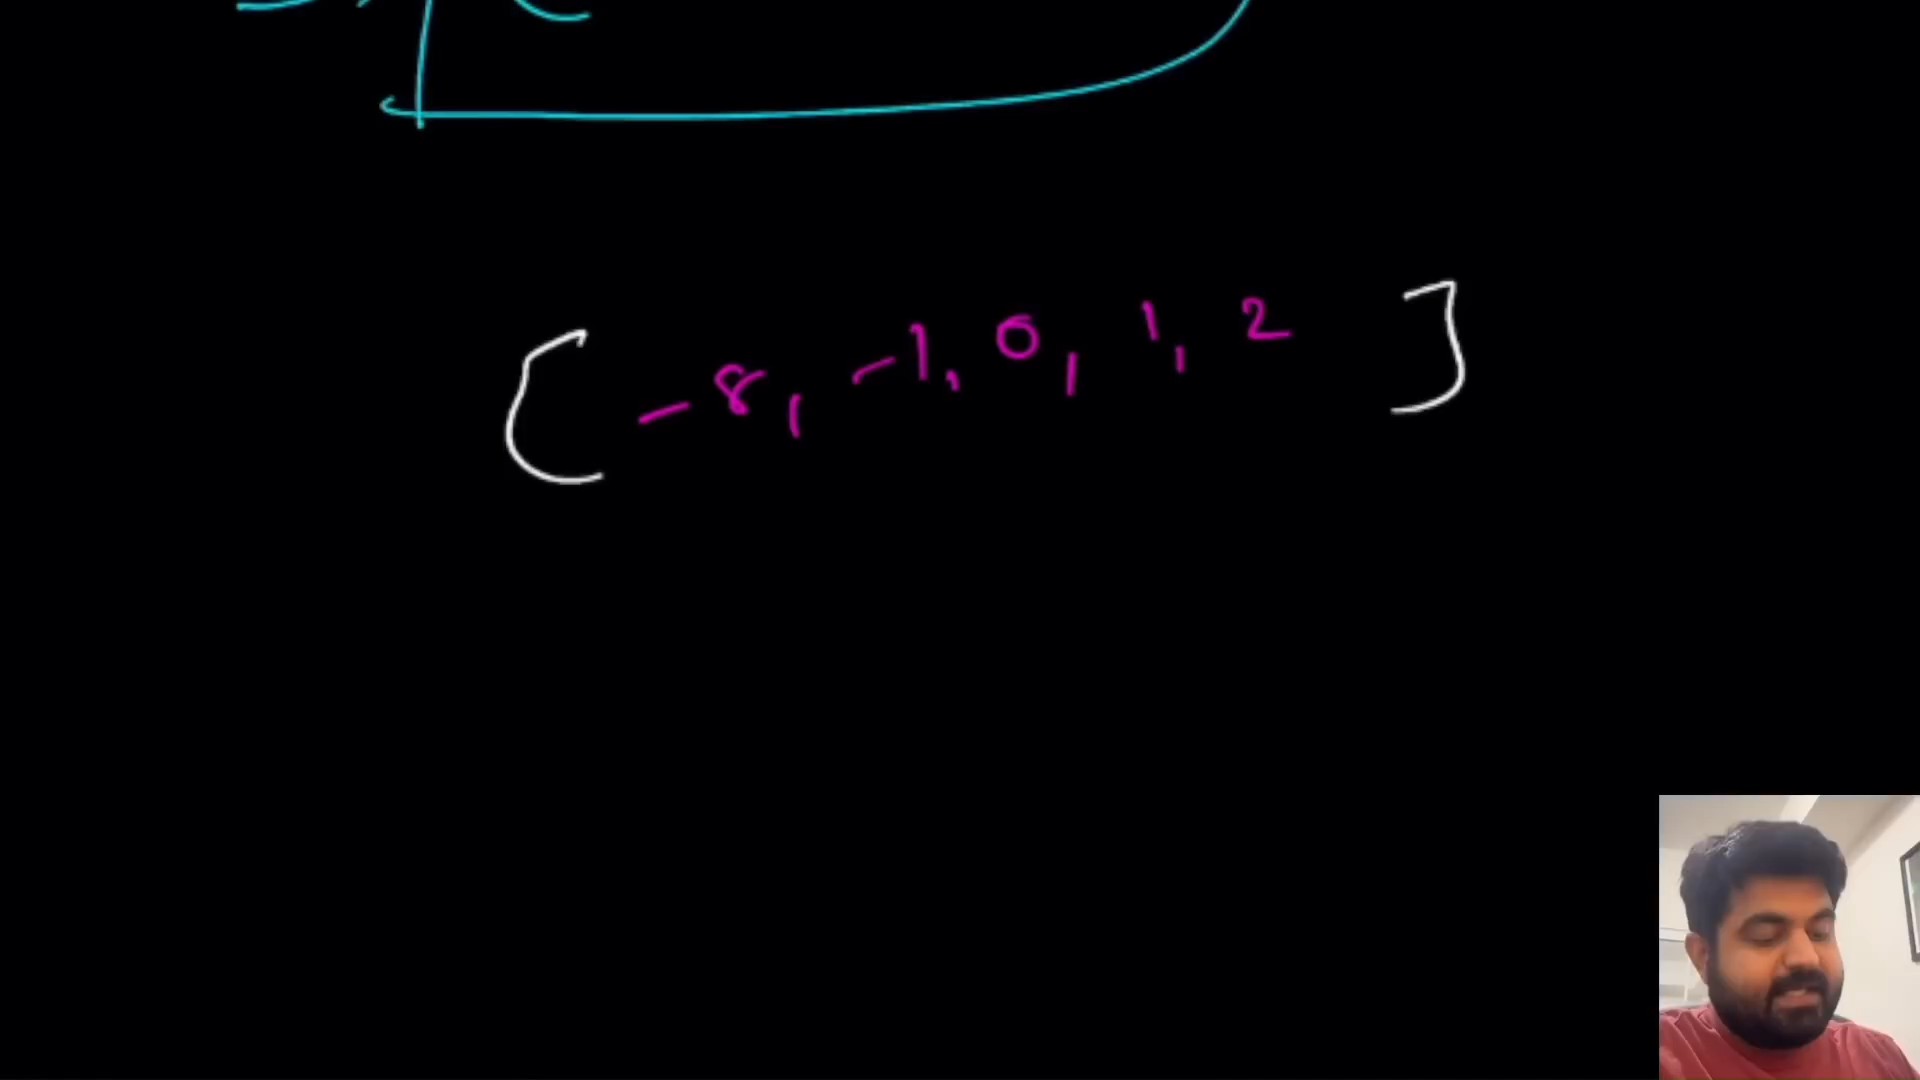 [ -8, -1, 0, 1, 2 ]